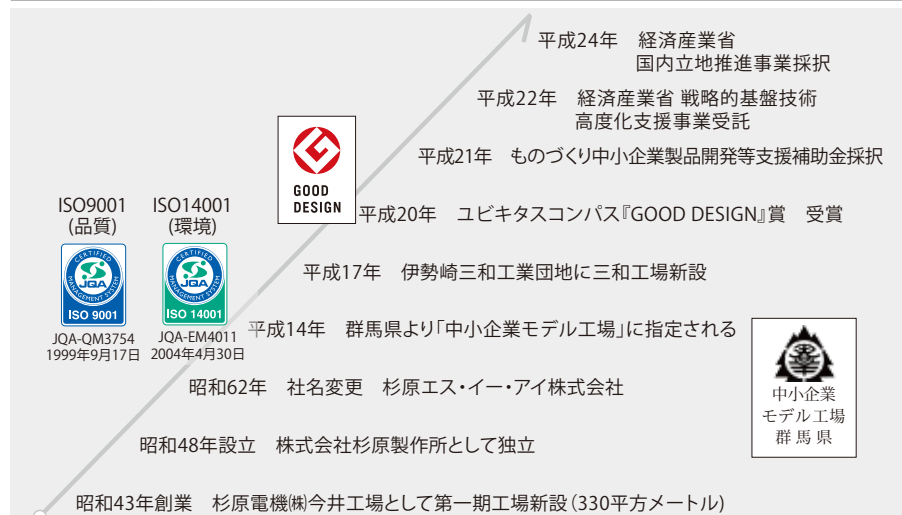 平成24年　経済産業省
国内立地推進事業採択
平成22年　経済産業省 戦略的基盤技術
高度化支援事業受託
平成21年　ものづくり中小企業製品開発等支援補助金採択
GOOD
DESIGN
平成20年　ユビキタスコンパス『GOOD DESIGN』賞　受賞
ISO9001
(品質)
CERTIFIED
JQA
MANAGEMENT SYSTEM
ISO 9001
JQA-QM3754
1999年9月17日
ISO14001
(環境)
CERTIFIED
JQA
MANAGEMENT SYSTEM
ISO 14001
JQA-EM4011
2004年4月30日
平成17年　伊勢崎三和工業団地に三和工場新設
平成14年　群馬県より「中小企業モデル工場」に指定される
中小企業
モデル工場
群馬県
昭和62年　社名変更　杉原エス・イー・アイ株式会社
昭和48年設立　株式会社杉原製作所として独立
昭和43年創業　杉原電機㈱今井工場として第一期工場新設(330平方メートル)